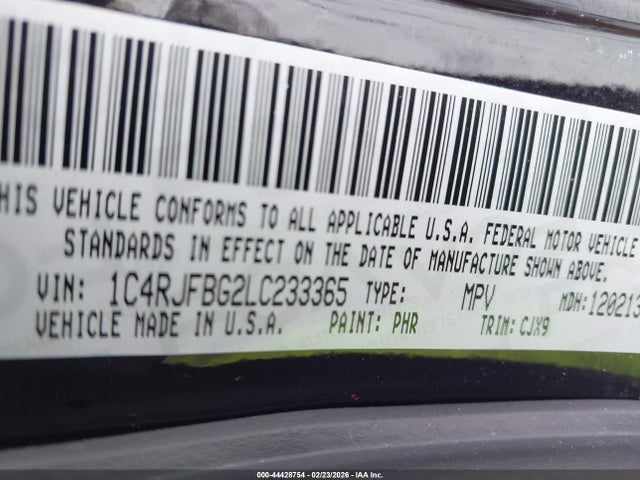 HIS VEHICLE CONFORMS TO ALL APPLICABLE U.S.A. FEDERAL MOTOR VEHICLE
STANDARDS IN EFFECT ON THE DATE OF MANUFACTURE SHOWN ABOVE.
VIN: 1C4RJFBG2LC233365 TYPE: MPV MDH:120213
VEHICLE MADE IN U.S.A. PAINT: PHR TRIM: CJX9
000-44428754 - 02/23/2026 - IAA Inc.